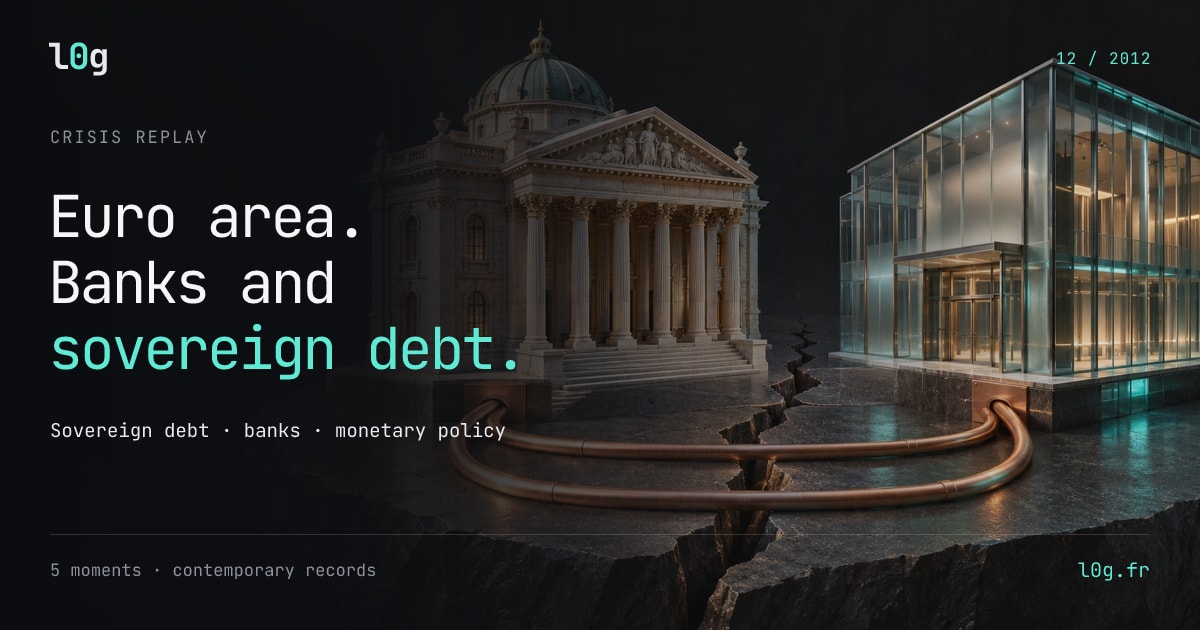 l0g
12 / 2012
CRISIS REPLAY
Euro area.
Banks and
sovereign debt.
Sovereign debt · banks · monetary policy
5 moments · contemporary records
l0g.fr